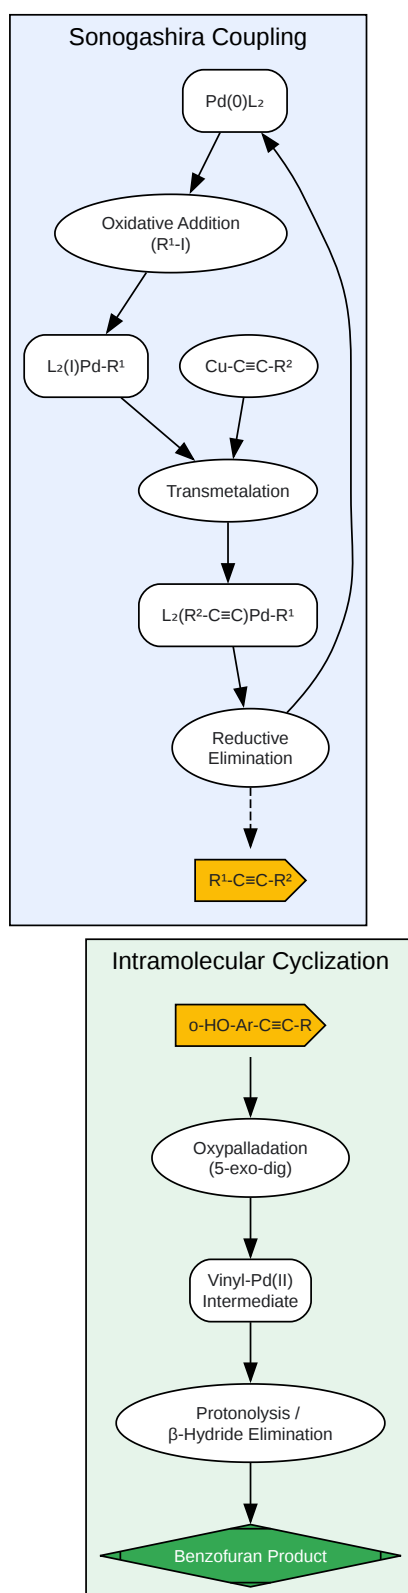 Sonogashira Coupling
Pd(0)L₂
Oxidative Addition
(R¹-I)
L₂(I)Pd-R¹
Cu-C≡C-R²
Transmetalation
L₂(R²-C≡C)Pd-R¹
Reductive
Elimination
R¹-C≡C-R²
Intramolecular Cyclization
o-HO-Ar-C≡C-R
Oxypalladation
(5-exo-dig)
Vinyl-Pd(II)
Intermediate
Protonolysis /
β-Hydride Elimination
Benzofuran Product